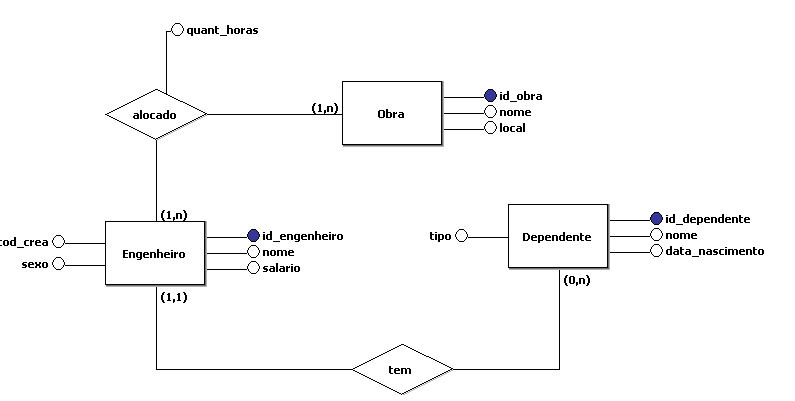 quant_horas
alocado
(1,n)
Obra
id_obra
nome
local
(1,n)
Engenheiro
cod_crea
sexo
id_engenheiro
nome
salario
(1,1)
tipo
Dependente
id_dependente
nome
data_nascimento
(0,n)
tem